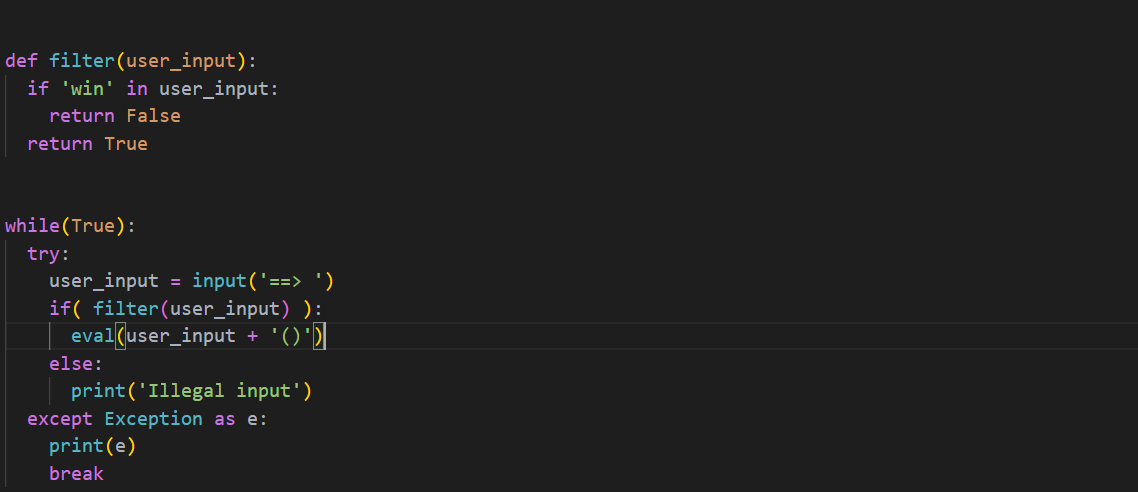 def filter(user_input):
  if 'win' in user_input:
    return False
  return True
while(True):
  try:
    user_input = input('==> ')
    if( filter(user_input) ):
      eval(user_input + '()')
    else:
      print('Illegal input')
  except Exception as e:
    print(e)
    break